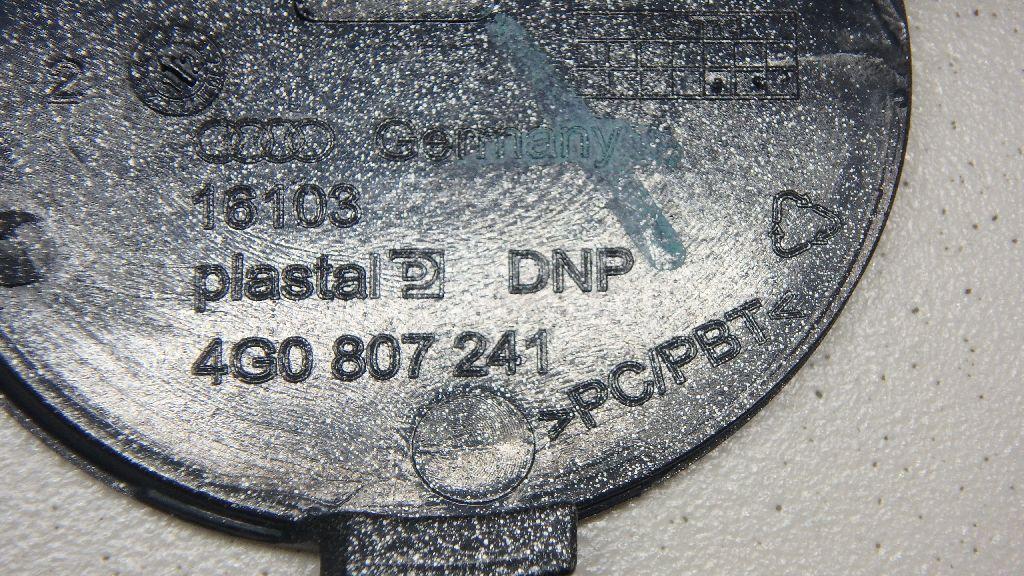 2
Germany
16103
plastal DNP
4G0 807 241
>PC/PBT<